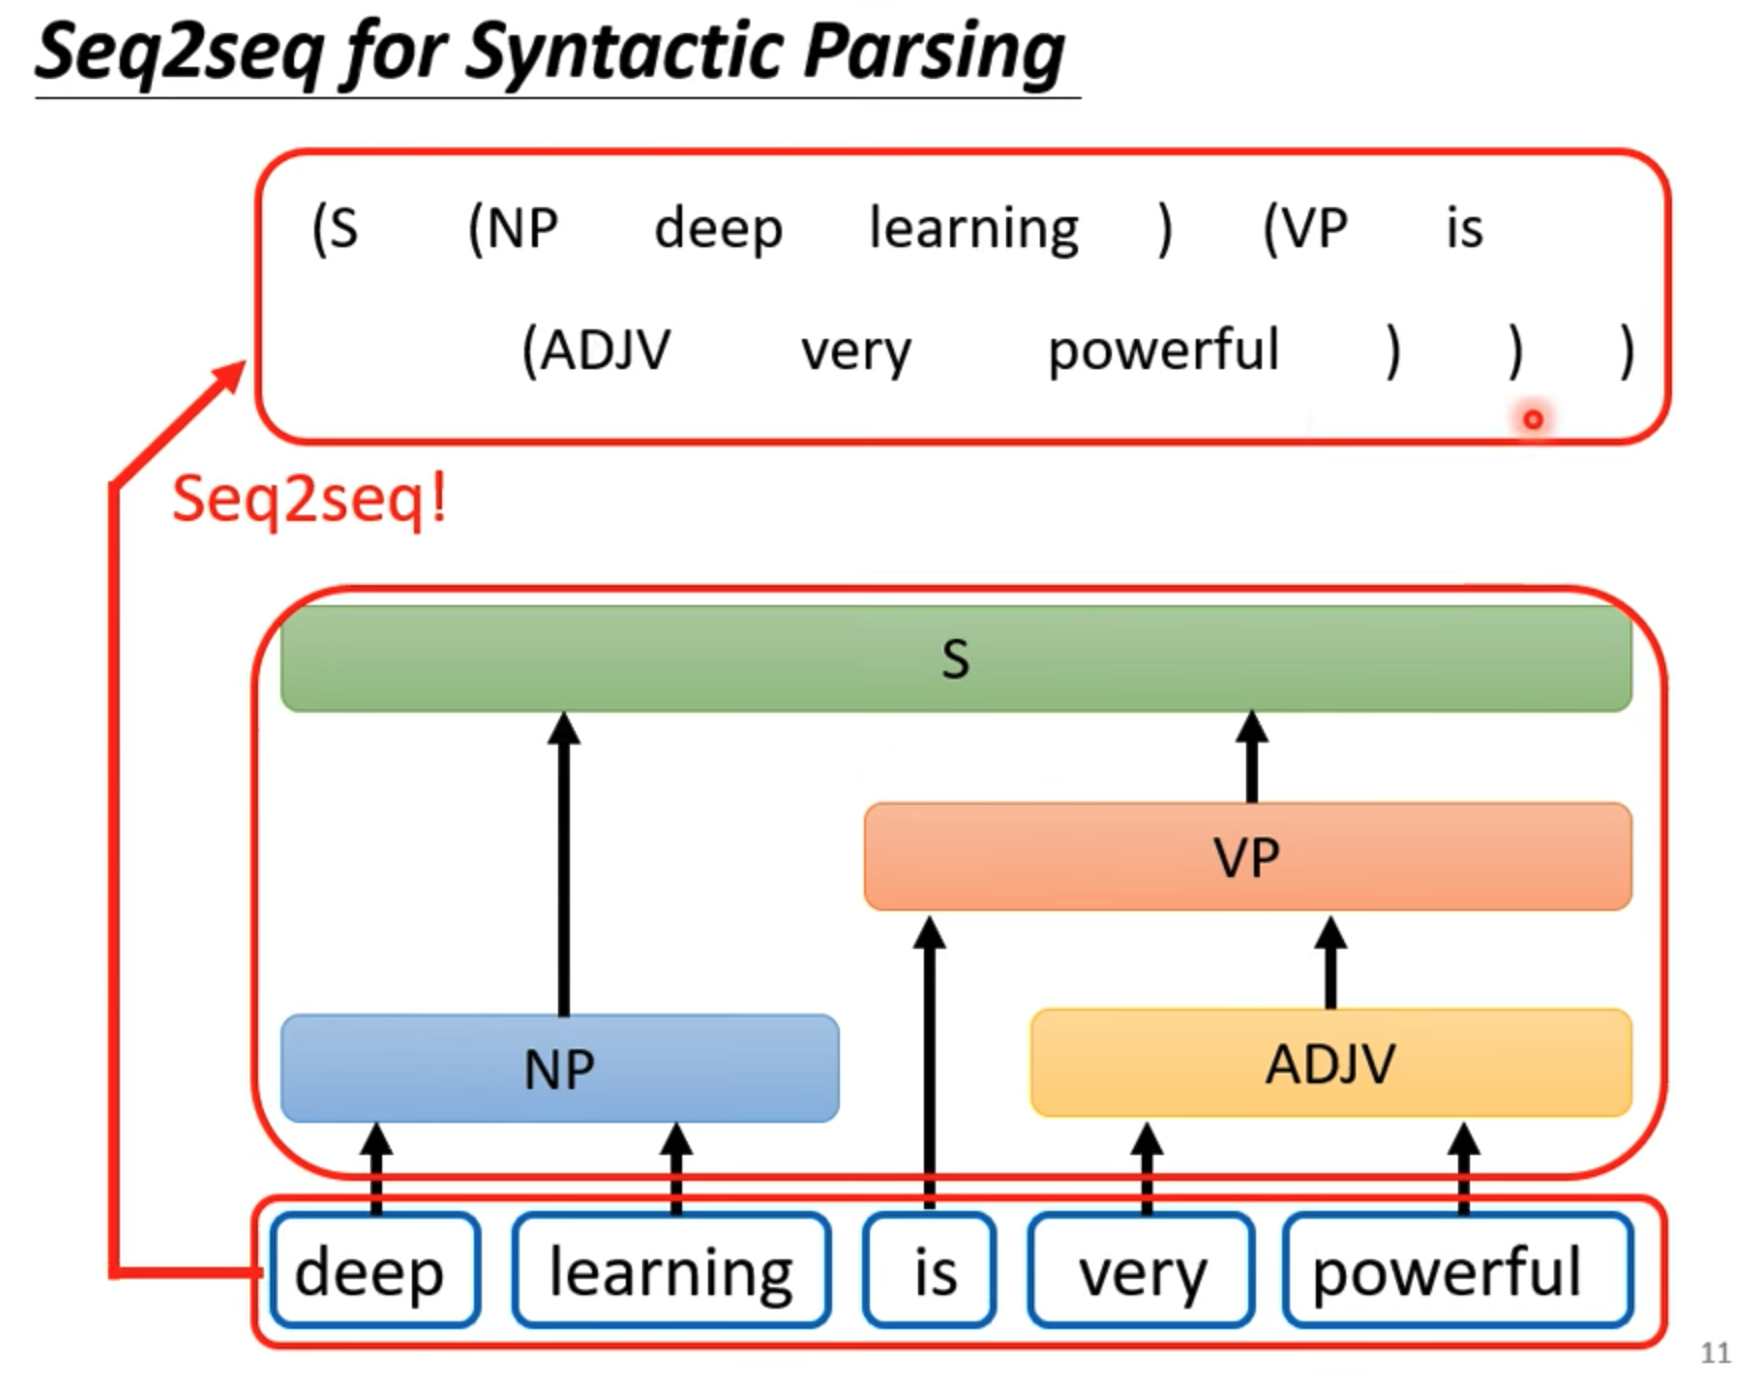 Seq2seq for Syntactic Parsing
(S (NP deep learning ) (VP is
(ADJV very powerful ) ) )
Seq2seq!
S
VP
NP
ADJV
deep learning is very powerful
11